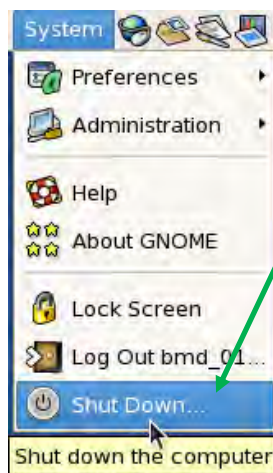 System
Preferences
Administration
Help
About GNOME
Lock Screen
Log Out bmd_01...
Shut Down...
Shut down the computer